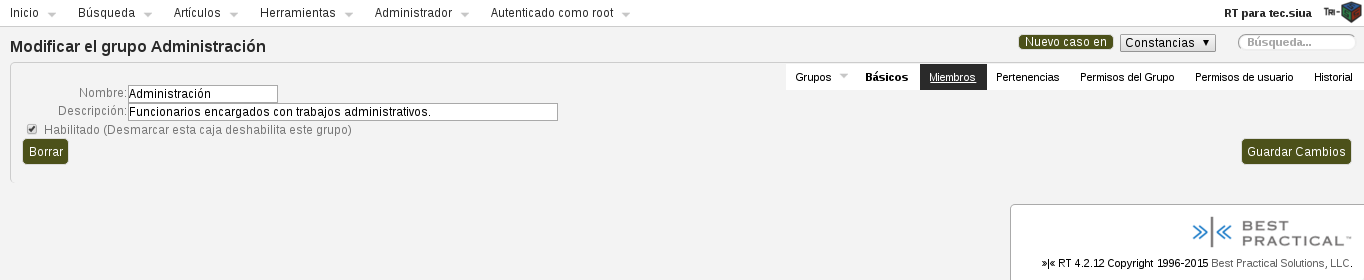 Inicio Búsqueda Artículos Herramientas Administrador Autenticado como root RT para tec.siua TRI-
Modificar el grupo Administración Nuevo caso en Constancias ▼ Búsqueda...
Grupos Básicos Miembros Pertenencias Permisos del Grupo Permisos de usuario Historial
Nombre: Administración
Descripción: Funcionarios encargados con trabajos administrativos.
Habilitado (Desmarcar esta caja deshabilita este grupo)
Borrar Guardar Cambios
»|« BEST
PRACTICAL™
»|« RT 4.2.12 Copyright 1996-2015 Best Practical Solutions, LLC.